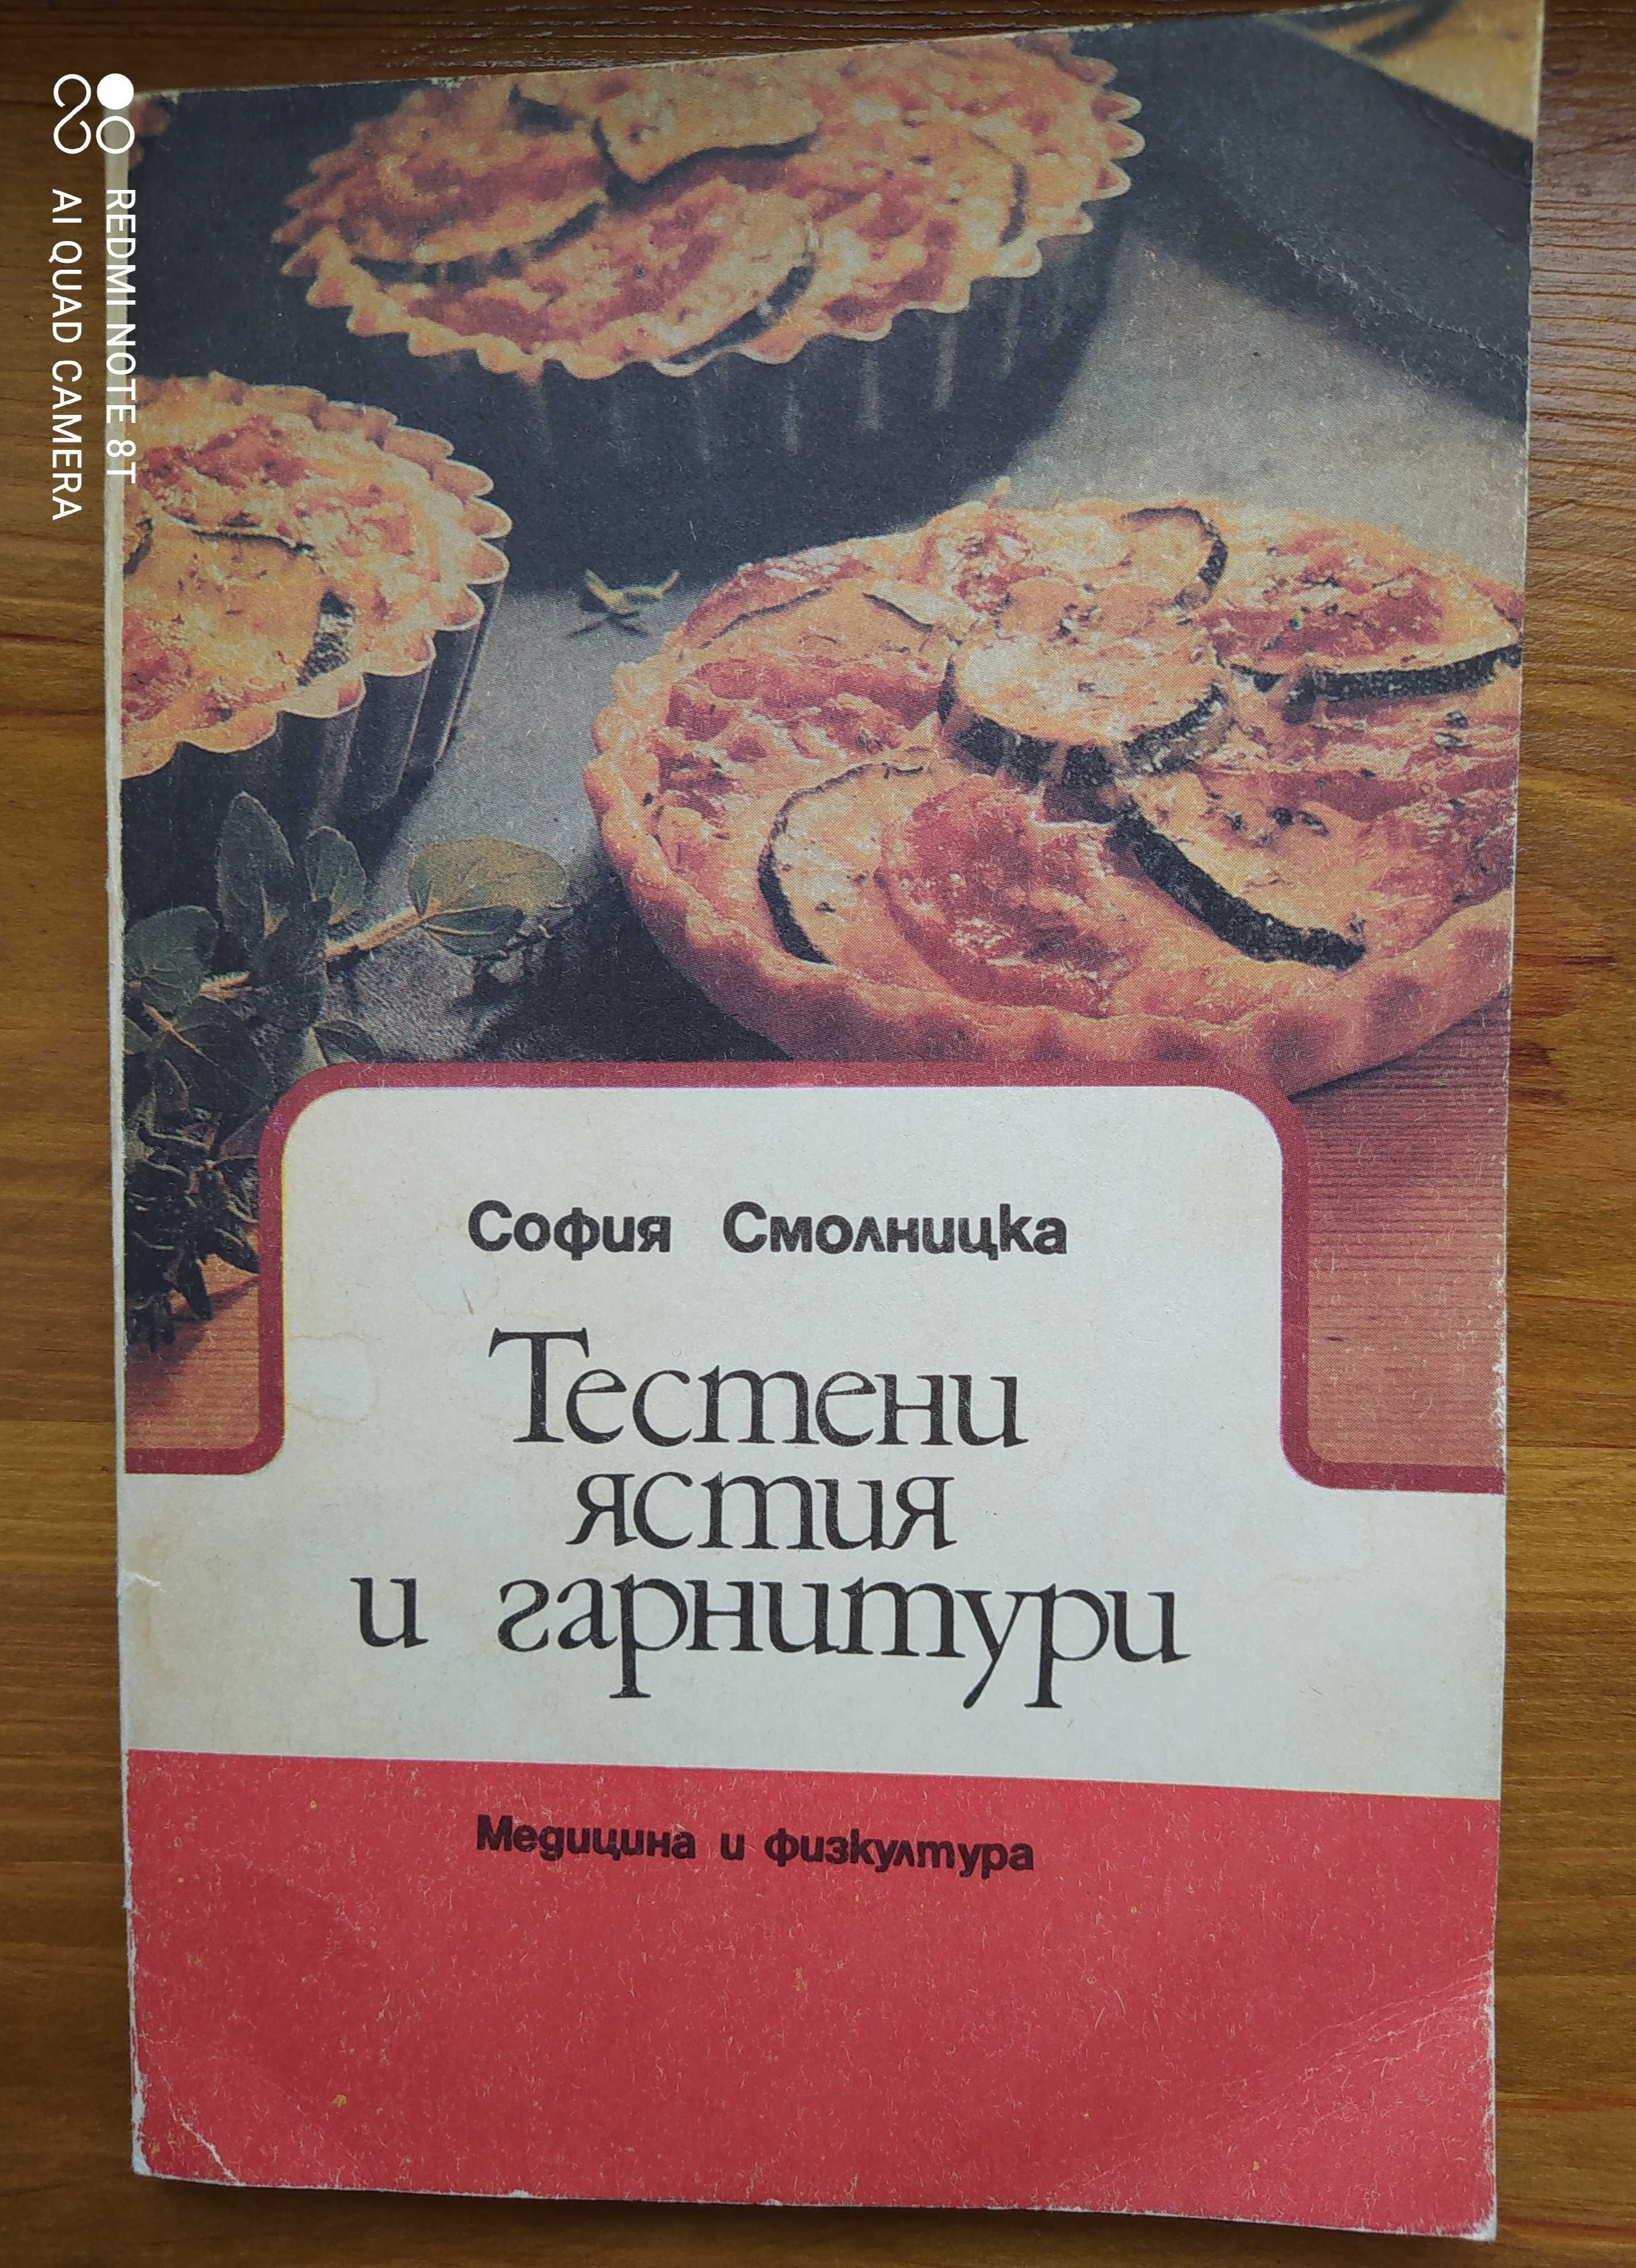 София Смолницка
Тестени
ястия
и гарнитури
Медицина и физкултура
REDMI NOTE 8T
AI QUAD CAMERA